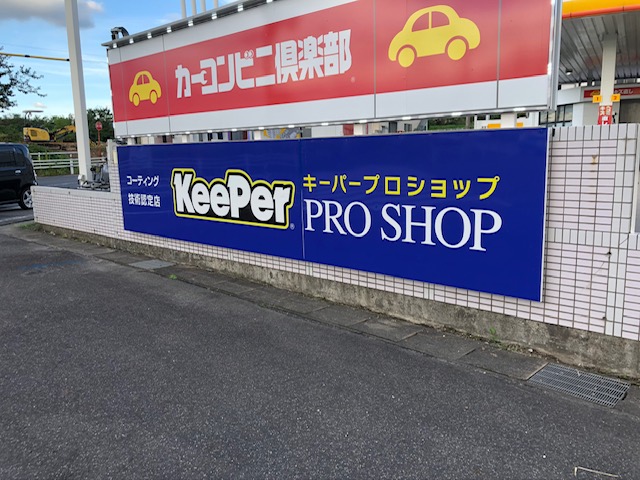 カーコンビニ倶楽部
コーティング
技術認定店
KeePer
キーパープロショップ
PRO SHOP